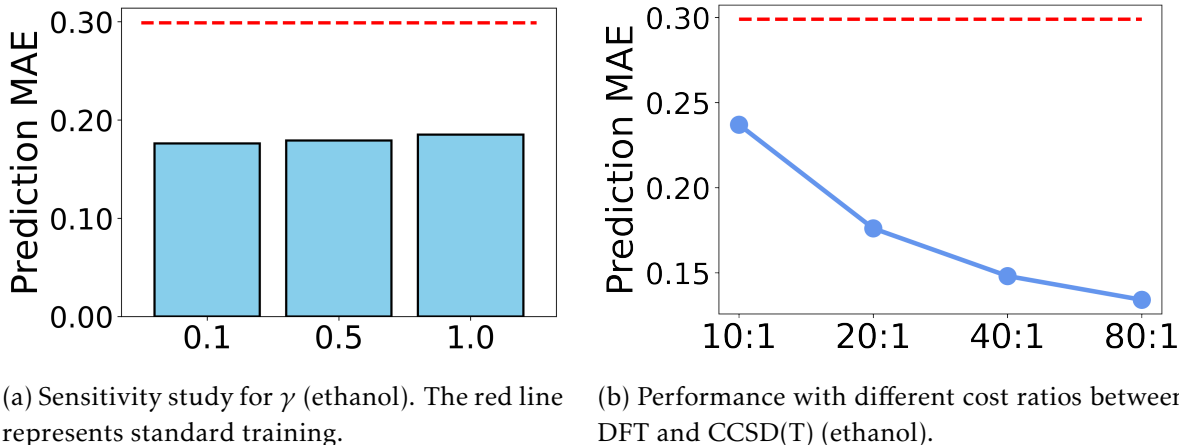 Prediction MAE
0.30
0.20
0.10
0.00
0.1 0.5 1.0
(a) Sensitivity study for γ (ethanol). The red line
represents standard training.
Prediction MAE
0.30
0.25
0.20
0.15
10:1 20:1 40:1 80:1
(b) Performance with different cost ratios between
DFT and CCSD(T) (ethanol).